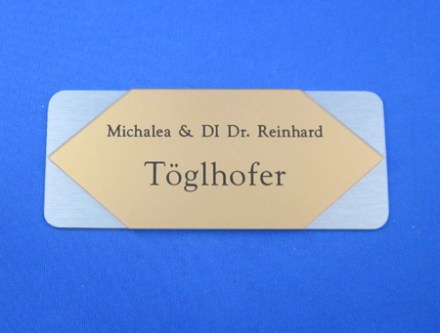 Michalea & DI Dr. Reinhard
Töglhofer